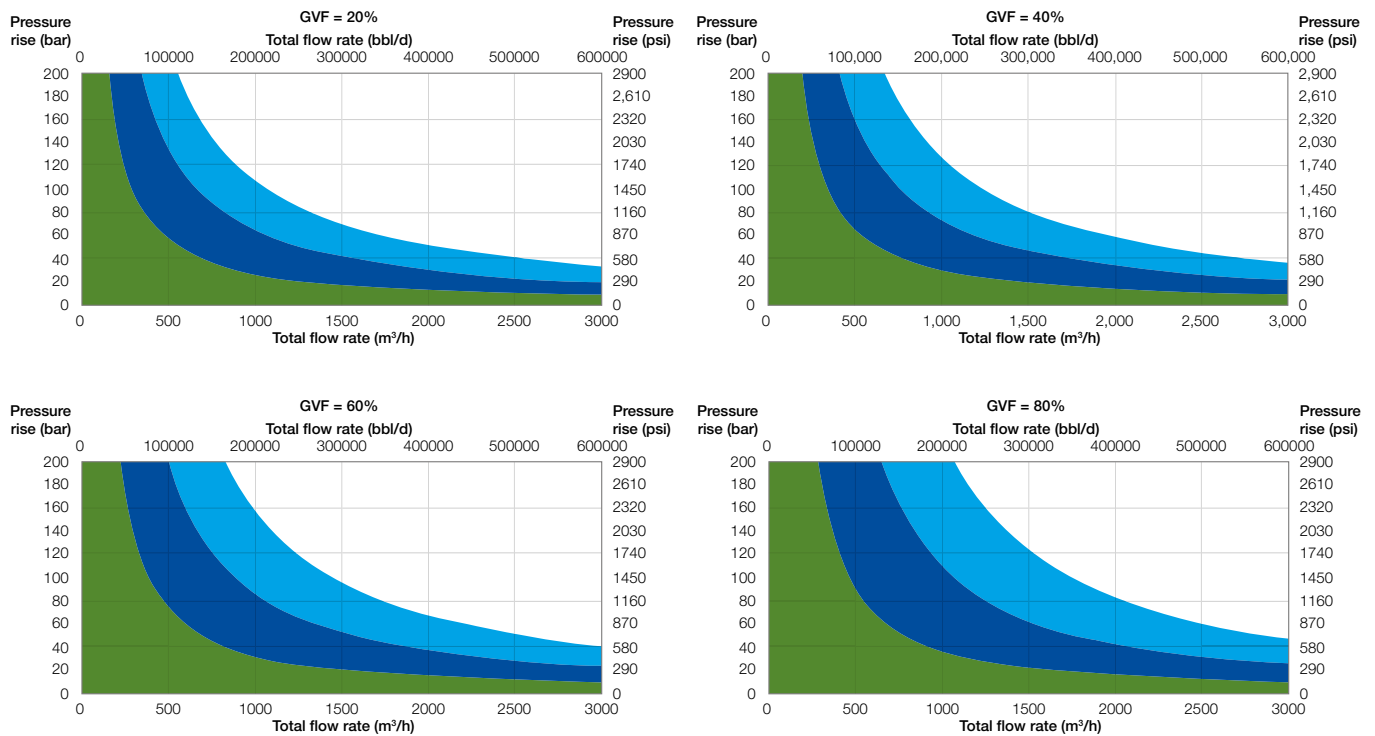 GVF = 20%
Pressure rise (bar)
Total flow rate (bbl/d)
Pressure rise (psi)
0 100000 200000 300000 400000 500000 600000
200 2900
180 2,610
160 2320
140 2030
120 1740
100 1450
80 1160
60 870
40 580
20 290
0 0
0 500 1000 1500 2000 2500 3000
Total flow rate (m³/h)
GVF = 40%
Pressure rise (bar)
Total flow rate (bbl/d)
Pressure rise (psi)
0 100,000 200,000 300,000 400,000 500,000 600,000
200 2,900
180 2,610
160 2,320
140 2,030
120 1,740
100 1,450
80 1,160
60 870
40 580
20 290
0 0
0 500 1,000 1,500 2,000 2,500 3,000
Total flow rate (m³/h)
GVF = 60%
Pressure rise (bar)
Total flow rate (bbl/d)
Pressure rise (psi)
0 100000 200000 300000 400000 500000 600000
200 2900
180 2610
160 2320
140 2030
120 1740
100 1450
80 1160
60 870
40 580
20 290
0 0
0 500 1000 1500 2000 2500 3000
Total flow rate (m³/h)
GVF = 80%
Pressure rise (bar)
Total flow rate (bbl/d)
Pressure rise (psi)
0 100000 200000 300000 400000 500000 600000
200 2900
180 2610
160 2320
140 2030
120 1740
100 1450
80 1160
60 870
40 580
20 290
0 0
0 500 1000 1500 2000 2500 3000
Total flow rate (m³/h)